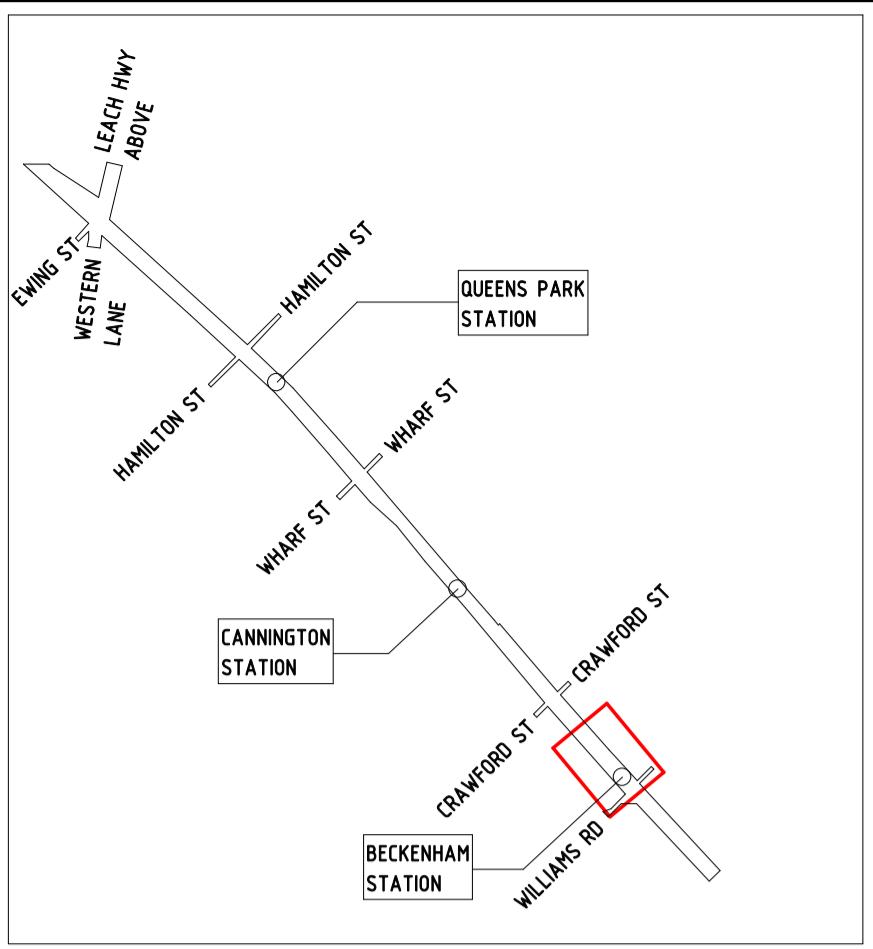 LEACH HWY
ABOVE
EWING ST
WESTERN
LANE
HAMILTON ST
QUEENS PARK
STATION
HAMILTON ST
WHARF ST
WHARF ST
CANNINGTON
STATION
CRAWFORD ST
CRAWFORD ST
BECKENHAM
STATION
WILLIAMS RD